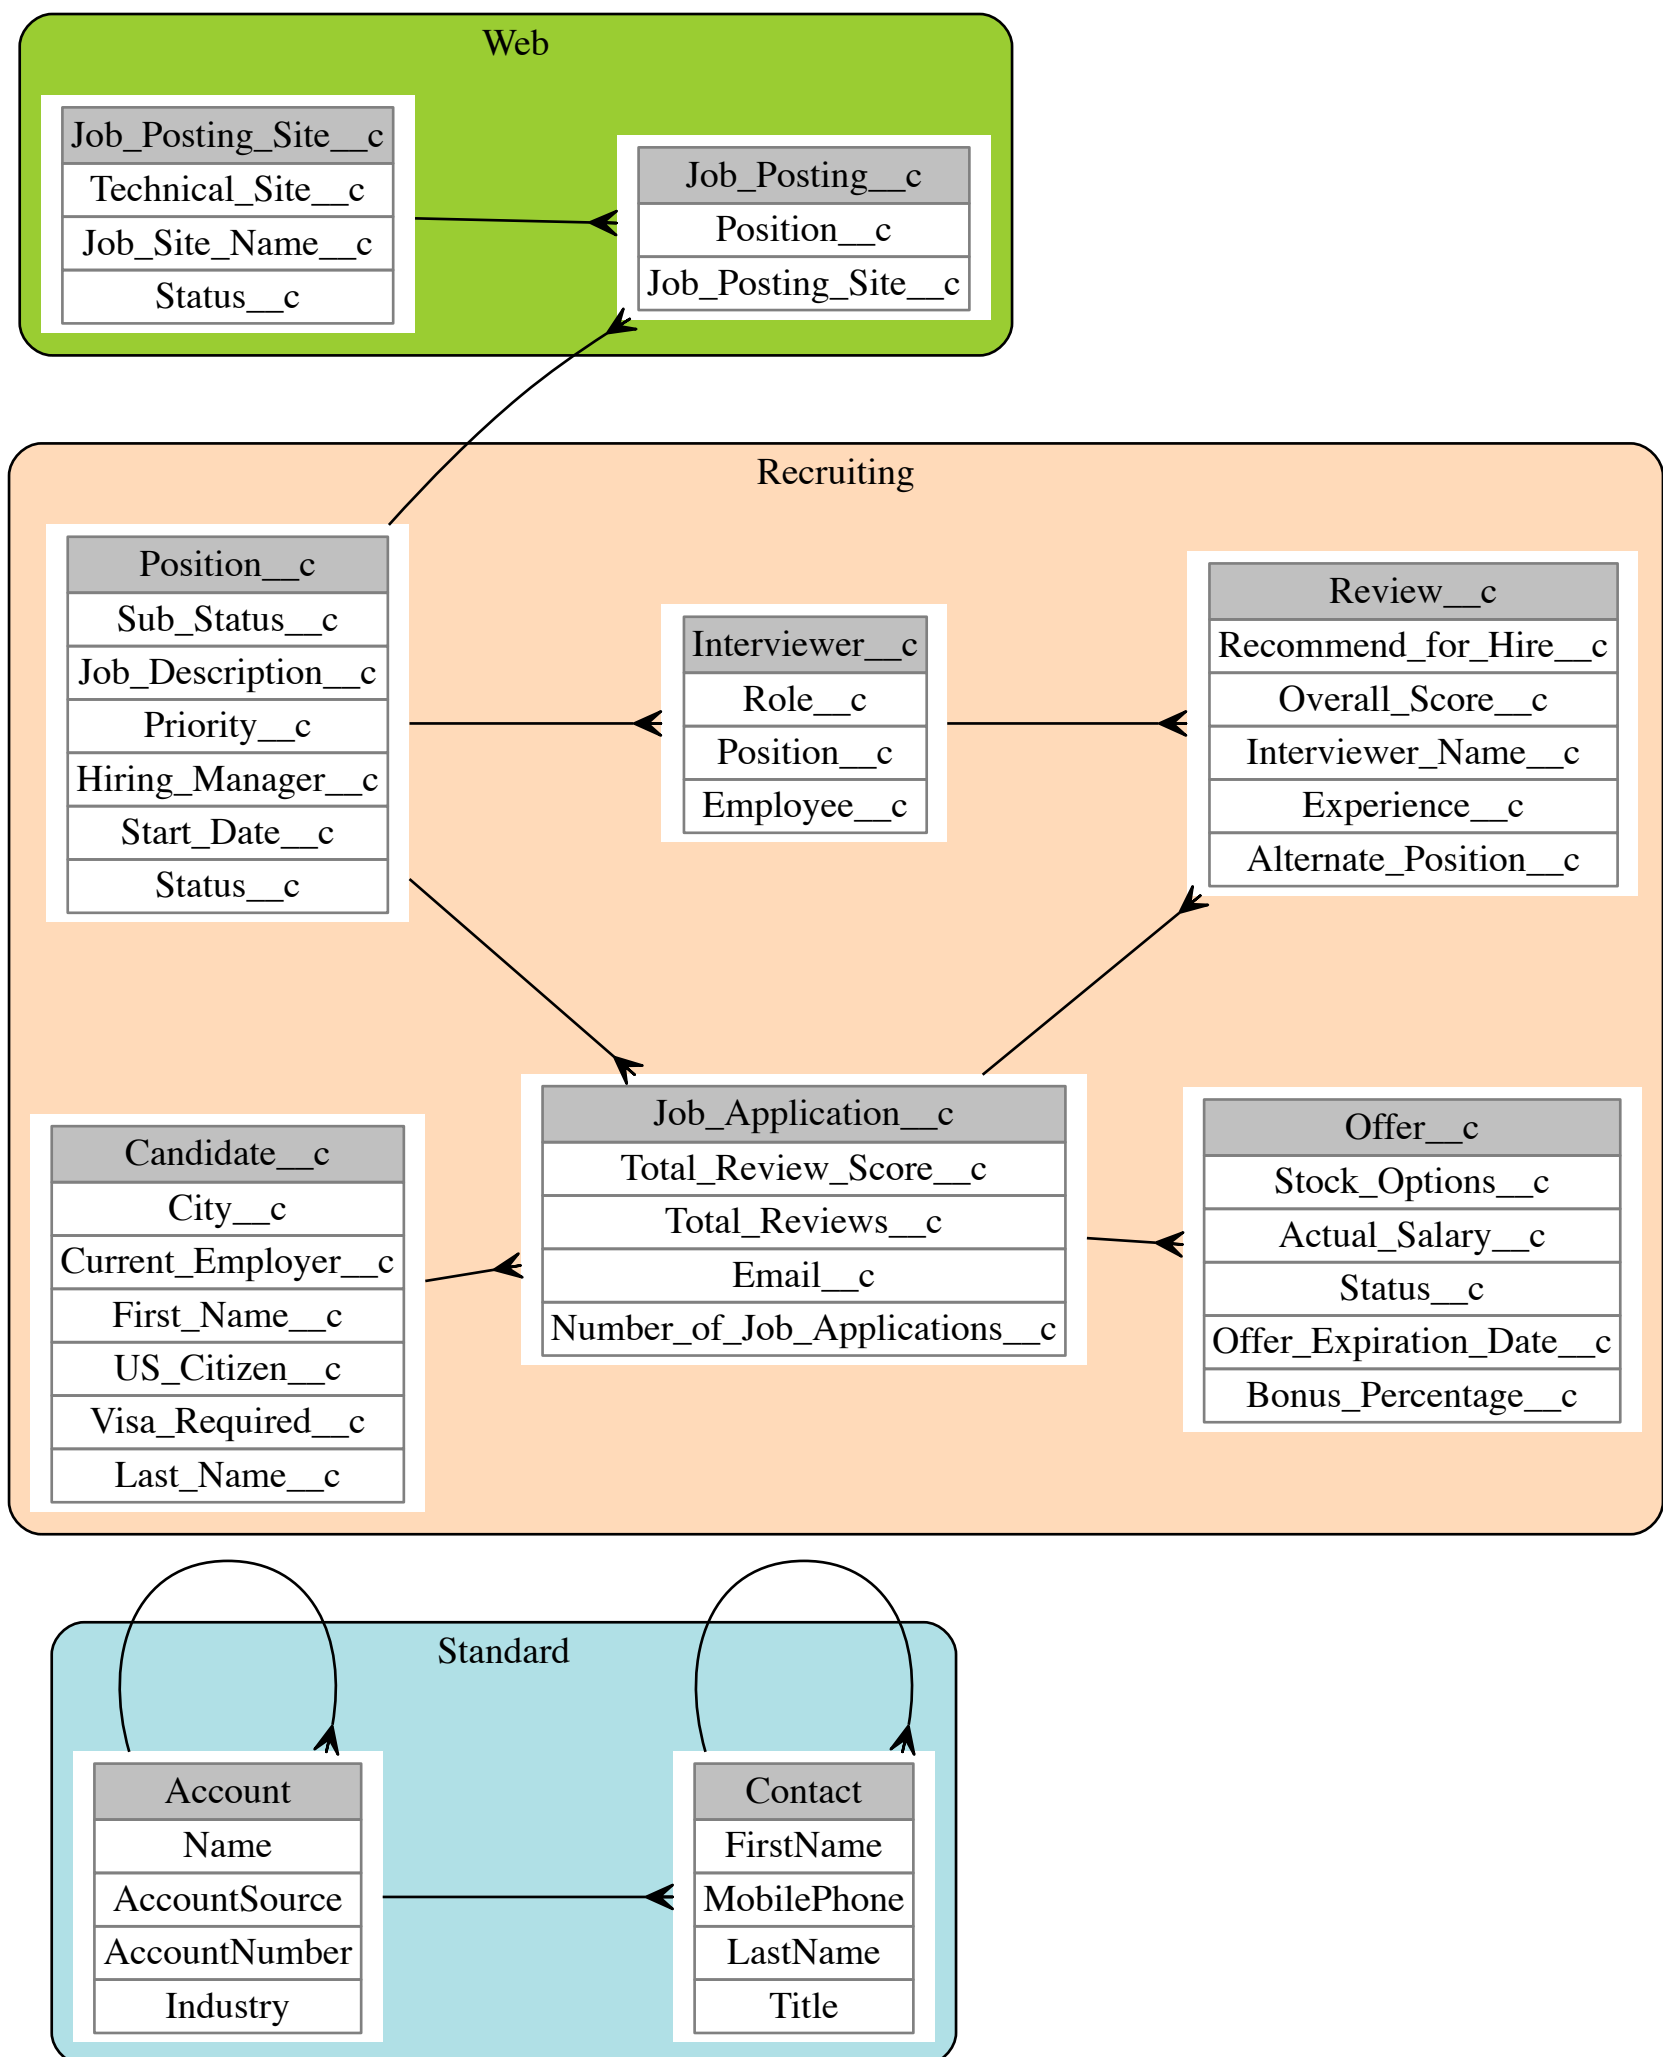 Web
Job_Posting_Site__c
Technical_Site__c
Job_Site_Name__c
Status__c
Job_Posting__c
Position__c
Job_Posting_Site__c
Recruiting
Position__c
Sub_Status__c
Job_Description__c
Priority__c
Hiring_Manager__c
Start_Date__c
Status__c
Interviewer__c
Role__c
Position__c
Employee__c
Review__c
Recommend_for_Hire__c
Overall_Score__c
Interviewer_Name__c
Experience__c
Alternate_Position__c
Candidate__c
City__c
Current_Employer__c
First_Name__c
US_Citizen__c
Visa_Required__c
Last_Name__c
Job_Application__c
Total_Review_Score__c
Total_Reviews__c
Email__c
Number_of_Job_Applications__c
Offer__c
Stock_Options__c
Actual_Salary__c
Status__c
Offer_Expiration_Date__c
Bonus_Percentage__c
Standard
Account
Name
AccountSource
AccountNumber
Industry
Contact
FirstName
MobilePhone
LastName
Title